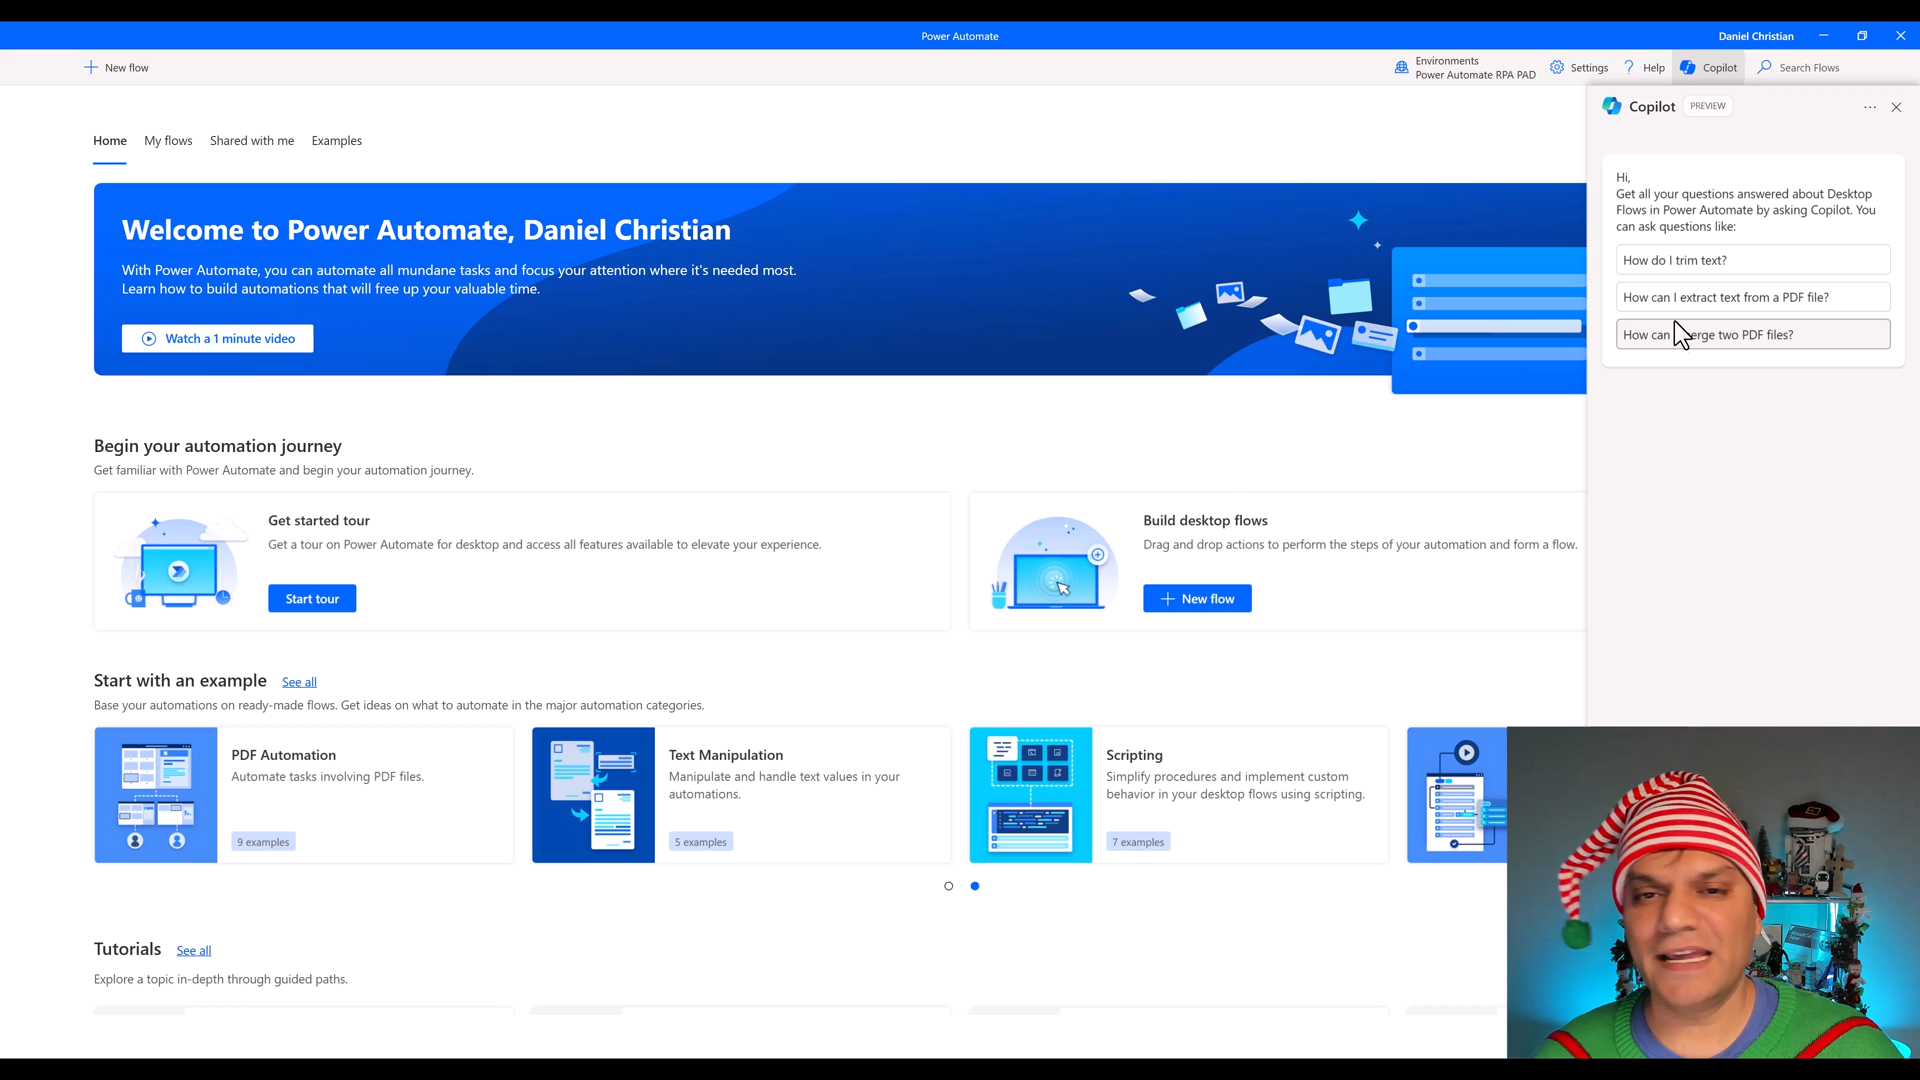 Power Automate
Daniel Christian
New flow
Environments
Power Automate RPA PAD
Settings
Help
Copilot
Search Flows
Home
My flows
Shared with me
Examples
Welcome to Power Automate, Daniel Christian
With Power Automate, you can automate all mundane tasks and focus your attention where it's needed most.
Learn how to build automations that will free up your valuable time.
Watch a 1 minute video
Begin your automation journey
Get familiar with Power Automate and begin your automation journey.
Get started tour
Get a tour on Power Automate for desktop and access all features available to elevate your experience.
Start tour
Build desktop flows
Drag and drop actions to perform the steps of your automation and form a flow.
New flow
Start with an example
See all
Base your automations on ready-made flows. Get ideas on what to automate in the major automation categories.
PDF Automation
Automate tasks involving PDF files.
9 examples
Text Manipulation
Manipulate and handle text values in your
automations.
5 examples
Scripting
Simplify procedures and implement custom
behavior in your desktop flows using scripting.
7 examples
Tutorials
See all
Explore a topic in-depth through guided paths.
Copilot
PREVIEW
Hi,
Get all your questions answered about Desktop
Flows in Power Automate by asking Copilot. You
can ask questions like:
How do I trim text?
How can I extract text from a PDF file?
How can two PDF files?